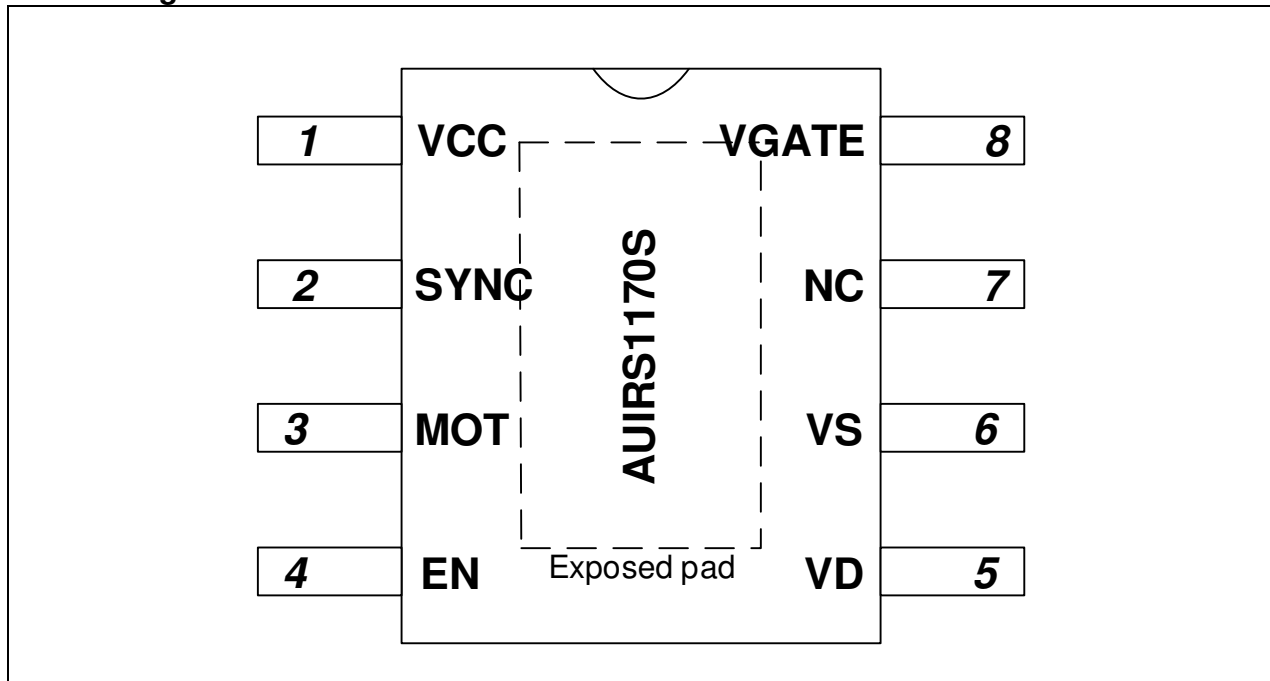 1 VCC VGATE 8
2 SYNC NC 7
3 MOT VS 6
4 EN VD 5
AUIRS1170S
Exposed pad